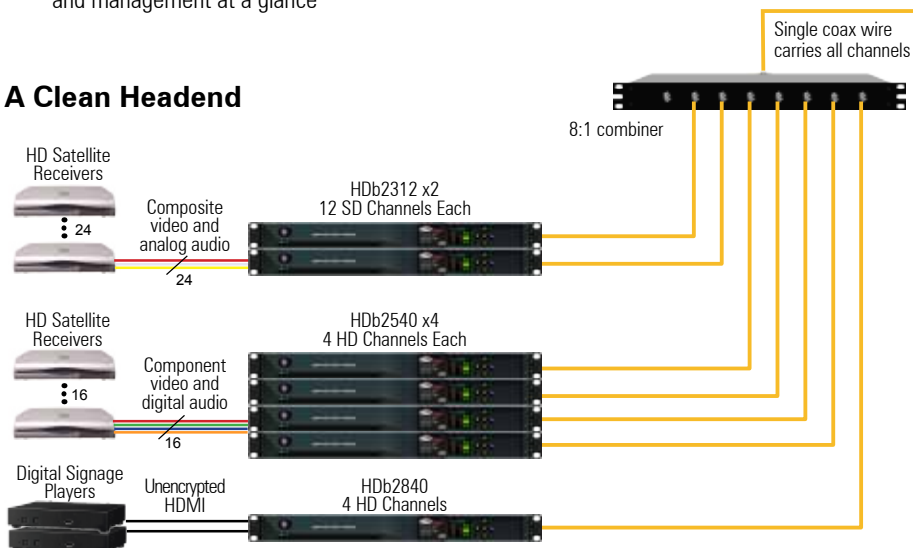 and management at a glance
Single coax wire
carries all channels
A Clean Headend
8:1 combiner
HD Satellite
Receivers
24
Composite
video and
analog audio
24
HDb2312 x2
12 SD Channels Each
HD Satellite
Receivers
16
Component
video and
digital audio
16
HDb2540 x4
4 HD Channels Each
Digital Signage
Players
Unencrypted
HDMI
HDb2840
4 HD Channels